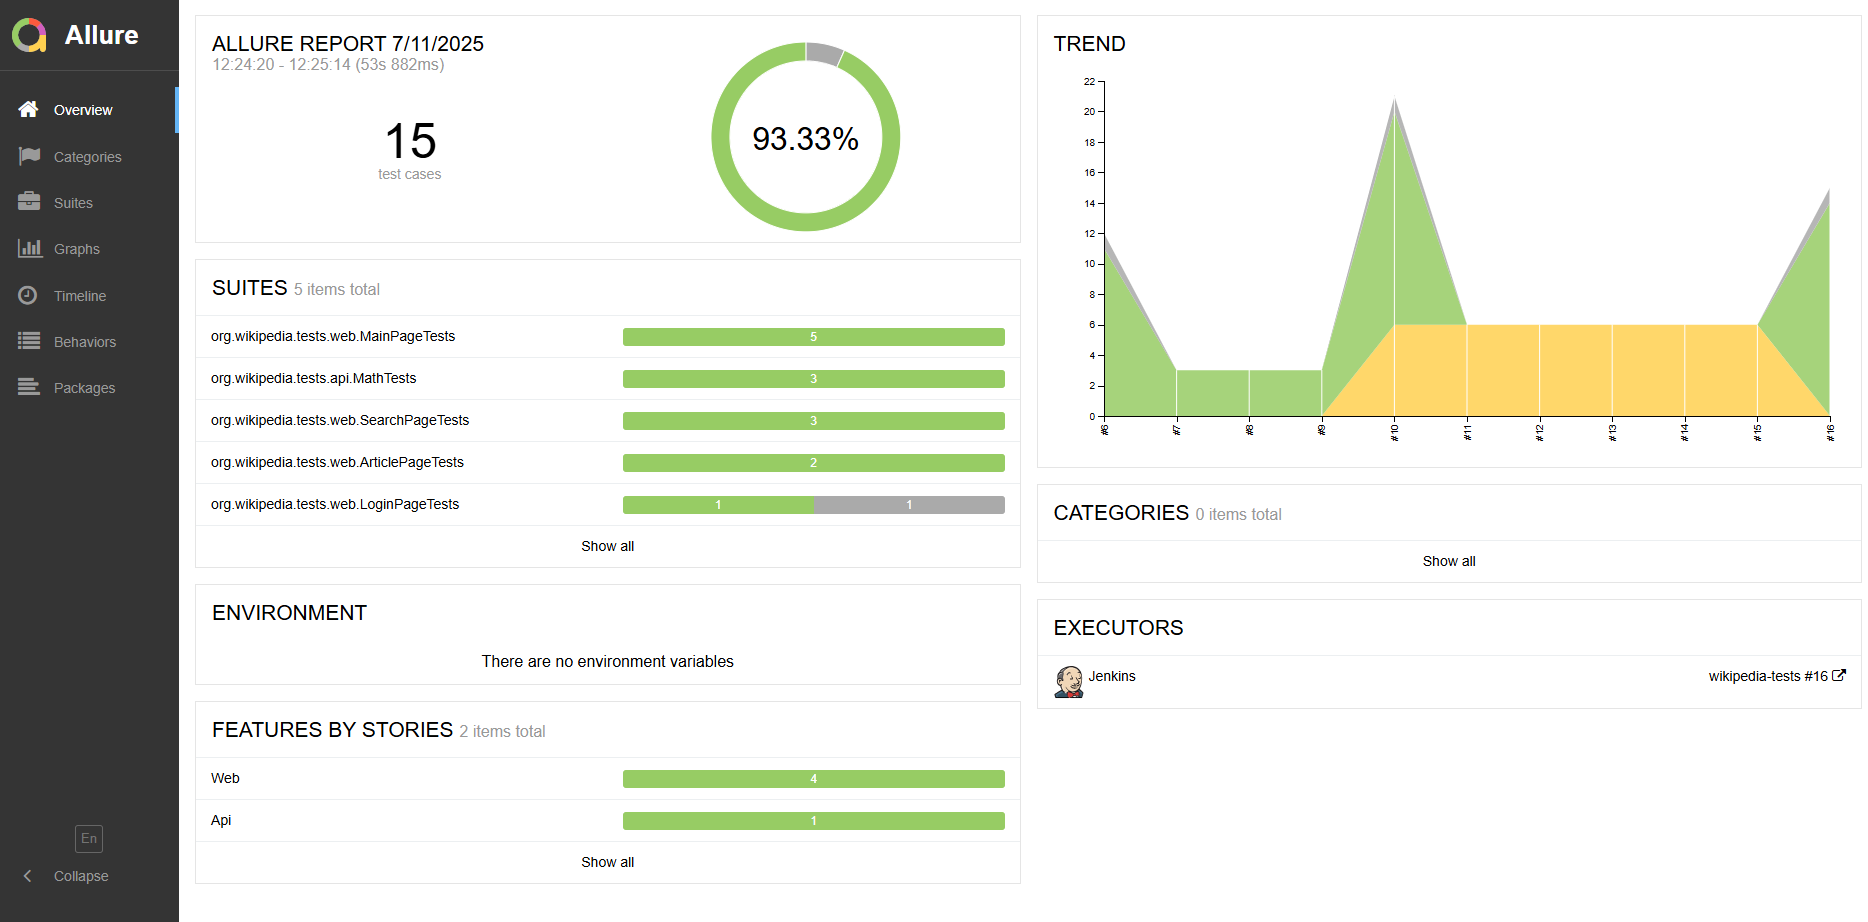 Allure
Overview
Categories
Suites
Graphs
Timeline
Behaviors
Packages
En
Collapse
ALLURE REPORT 7/11/2025
12:24:20 - 12:25:14 (53s 882ms)
15
test cases
93.33%
SUITES 5 items total
org.wikipedia.tests.web.MainPageTests 5
org.wikipedia.tests.api.MathTests 3
org.wikipedia.tests.web.SearchPageTests 3
org.wikipedia.tests.web.ArticlePageTests 2
org.wikipedia.tests.web.LoginPageTests 1 1
Show all
ENVIRONMENT
There are no environment variables
FEATURES BY STORIES 2 items total
Web 4
Api 1
Show all
TREND
22
20
18
16
14
12
10
8
6
4
2
0
#6 #7 #8 #9 #10 #11 #12 #13 #14 #15 #16
CATEGORIES 0 items total
Show all
EXECUTORS
Jenkins wikipedia-tests #16